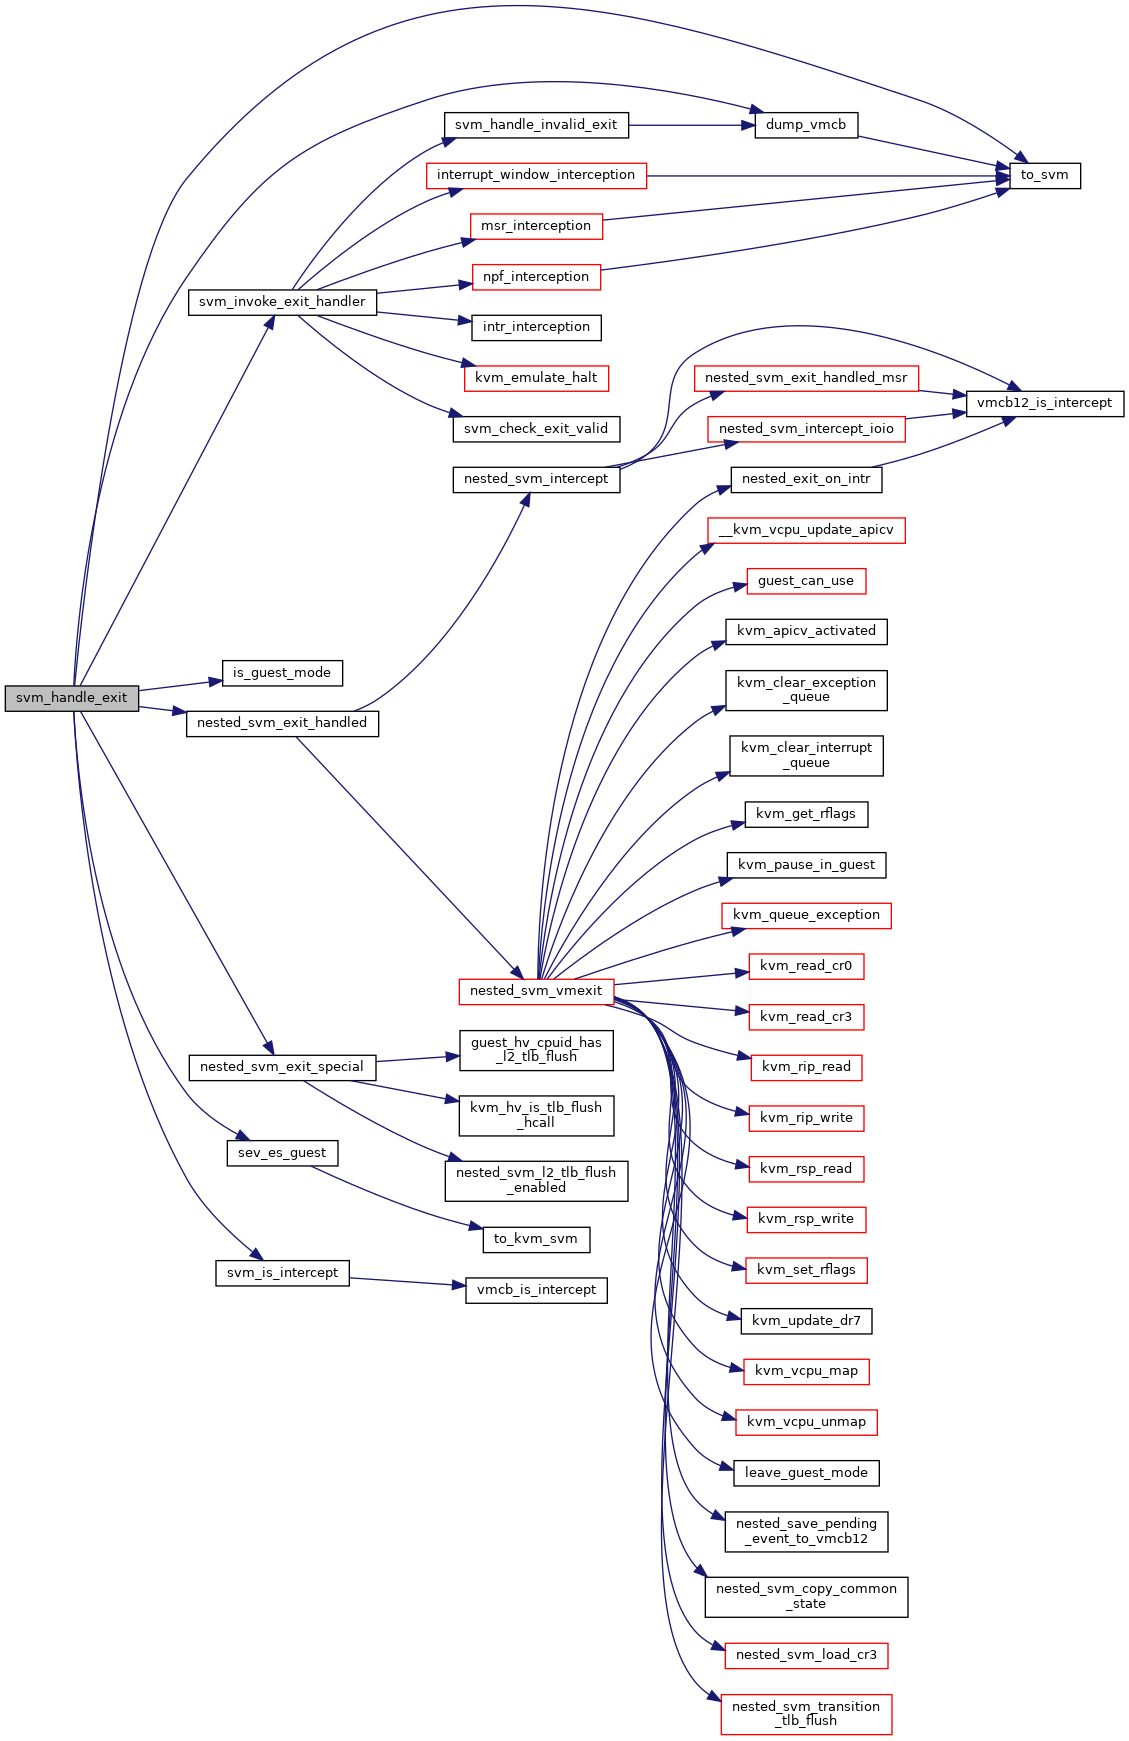 svm_handle_exit
svm_invoke_exit_handler
is_guest_mode
nested_svm_exit_handled
nested_svm_exit_special
sev_es_guest
svm_is_intercept
svm_handle_invalid_exit
interrupt_window_interception
msr_interception
npf_interception
intr_interception
kvm_emulate_halt
svm_check_exit_valid
nested_svm_intercept
nested_svm_vmexit
guest_hv_cpuid_has
_l2_tlb_flush
kvm_hv_is_tlb_flush
_hcall
nested_svm_l2_tlb_flush
_enabled
to_kvm_svm
vmcb_is_intercept
dump_vmcb
nested_svm_exit_handled_msr
nested_svm_intercept_ioio
nested_exit_on_intr
__kvm_vcpu_update_apicv
guest_can_use
kvm_apicv_activated
kvm_clear_exception
_queue
kvm_clear_interrupt
_queue
kvm_get_rflags
kvm_pause_in_guest
kvm_queue_exception
kvm_read_cr0
kvm_read_cr3
kvm_rip_read
kvm_rip_write
kvm_rsp_read
kvm_rsp_write
kvm_set_rflags
kvm_update_dr7
kvm_vcpu_map
kvm_vcpu_unmap
leave_guest_mode
nested_save_pending
_event_to_vmcb12
nested_svm_copy_common
_state
nested_svm_load_cr3
nested_svm_transition
_tlb_flush
to_svm
vmcb12_is_intercept